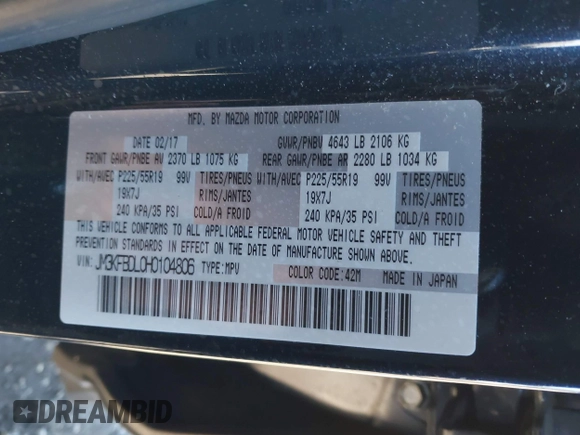 MFD. BY MAZDA MOTOR CORPORATION
DATE 02/17 GVWR/PNBV 4643 LB 2106 KG
FRONT GAWR/PNBE AV 2370 LB 1075 KG REAR GAWR/PNBE AR 2280 LB 1034 KG
WITH/AVEC P225/55R19 99V TIRES/PNEUS WITH/AVEC P225/55R19 99V TIRES/PNEUS
19X7J RIMS/JANTES 19X7J RIMS/JANTES
240 KPA/35 PSI COLD/A FROID 240 KPA/35 PSI COLD/A FROID
THIS VEHICLE CONFORMS TO ALL APPLICABLE FEDERAL MOTOR VEHICLE SAFETY AND THEFT
PREVENTION STANDARDS IN EFFECT ON THE DATE OF MANUFACTURE SHOWN ABOVE.
VIN: JM3KFBDL0H0104806 TYPE:MPV COLOR CODE:42M MADE IN JAPAN
DREAMBID